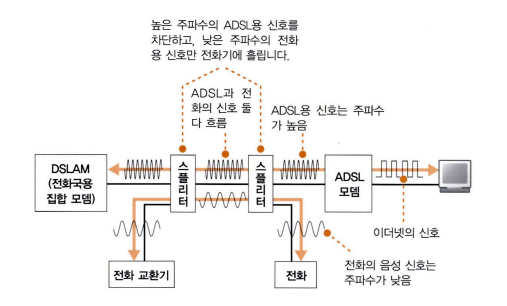 높은 주파수의 ADSL용 신호를
차단하고, 낮은 주파수의 전화
용 신호만 전화기에 흘립니다.
ADSL과 전
화의 신호 둘
다 흐름
ADSL용 신호는 주파수
가 높음
DSLAM
(전화국용
집합 모뎀)
스플리터
스플리터
ADSL
모뎀
이더넷의 신호
전화 교환기
전화
전화의 음성 신호는
주파수가 낮음